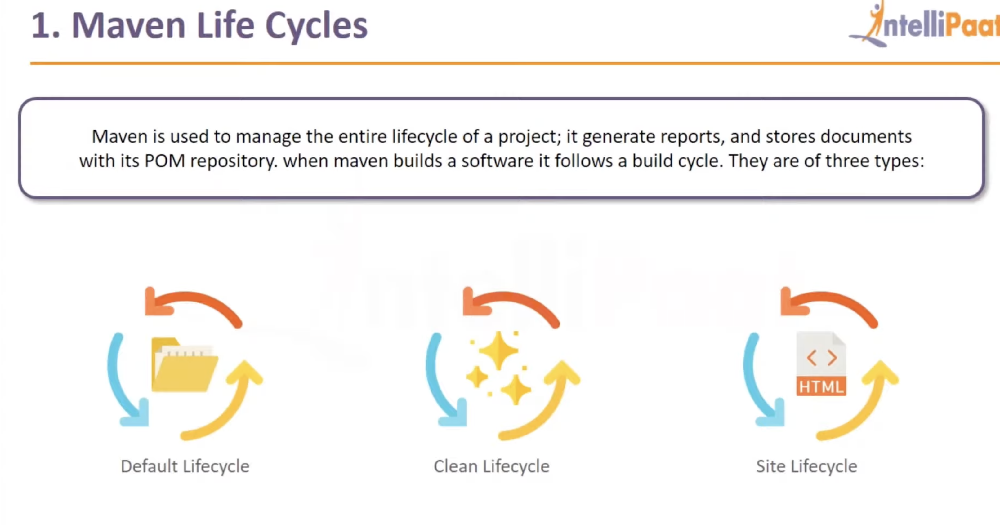 1. Maven Life Cycles
IntelliPaat
Maven is used to manage the entire lifecycle of a project; it generate reports, and stores documents
with its POM repository. when maven builds a software it follows a build cycle. They are of three types:
< >
HTML
Default Lifecycle
Clean Lifecycle
Site Lifecycle